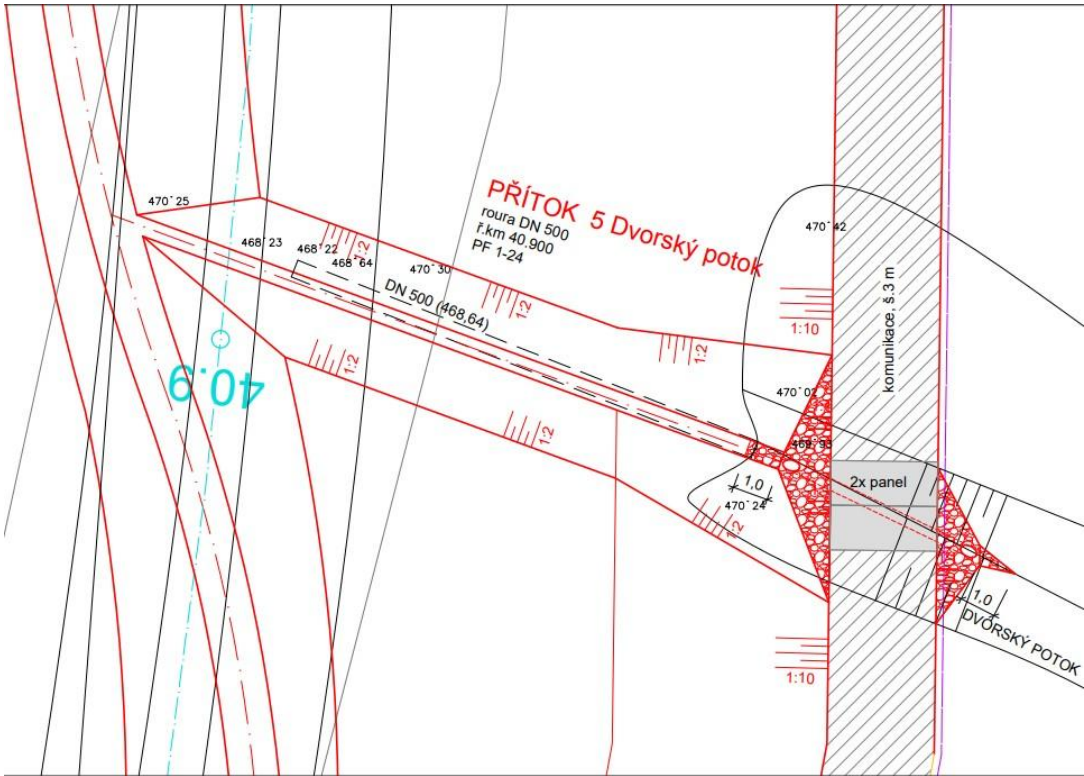 470˙25
468˙23
468˙22
468˙64
1:2
470˙30
PŘÍTOK 5 Dvorský potok
roura DN 500
ř.km 40.900
PF 1-24
DN 500 (468,64)
1:2
1:2
470˙42
1:10
komunikace, š.3 m
40.9
1:2
1:2
470˙02
469˙93
1,0
470˙24
1:2
2x panel
1,0
DVORSKÝ POTOK
1:10